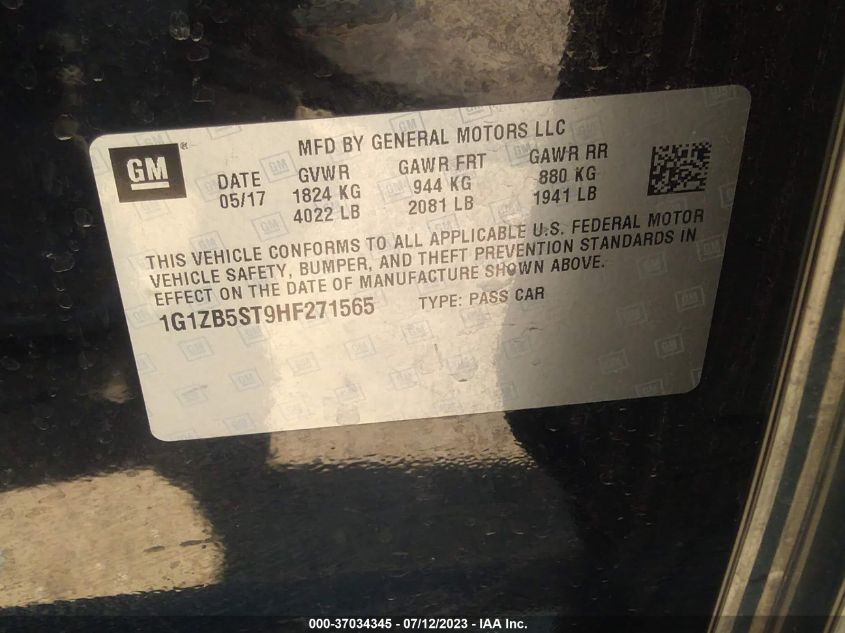 GM ®
MFD BY GENERAL MOTORS LLC
DATE GVWR GAWR FRT GAWR RR
05/17 1824 KG 944 KG 880 KG
4022 LB 2081 LB 1941 LB
THIS VEHICLE CONFORMS TO ALL APPLICABLE U.S. FEDERAL MOTOR
VEHICLE SAFETY, BUMPER, AND THEFT PREVENTION STANDARDS IN
EFFECT ON THE DATE OF MANUFACTURE SHOWN ABOVE.
1G1ZB5ST9HF271565 TYPE: PASS CAR
000-37034345 - 07/12/2023 - IAA Inc.